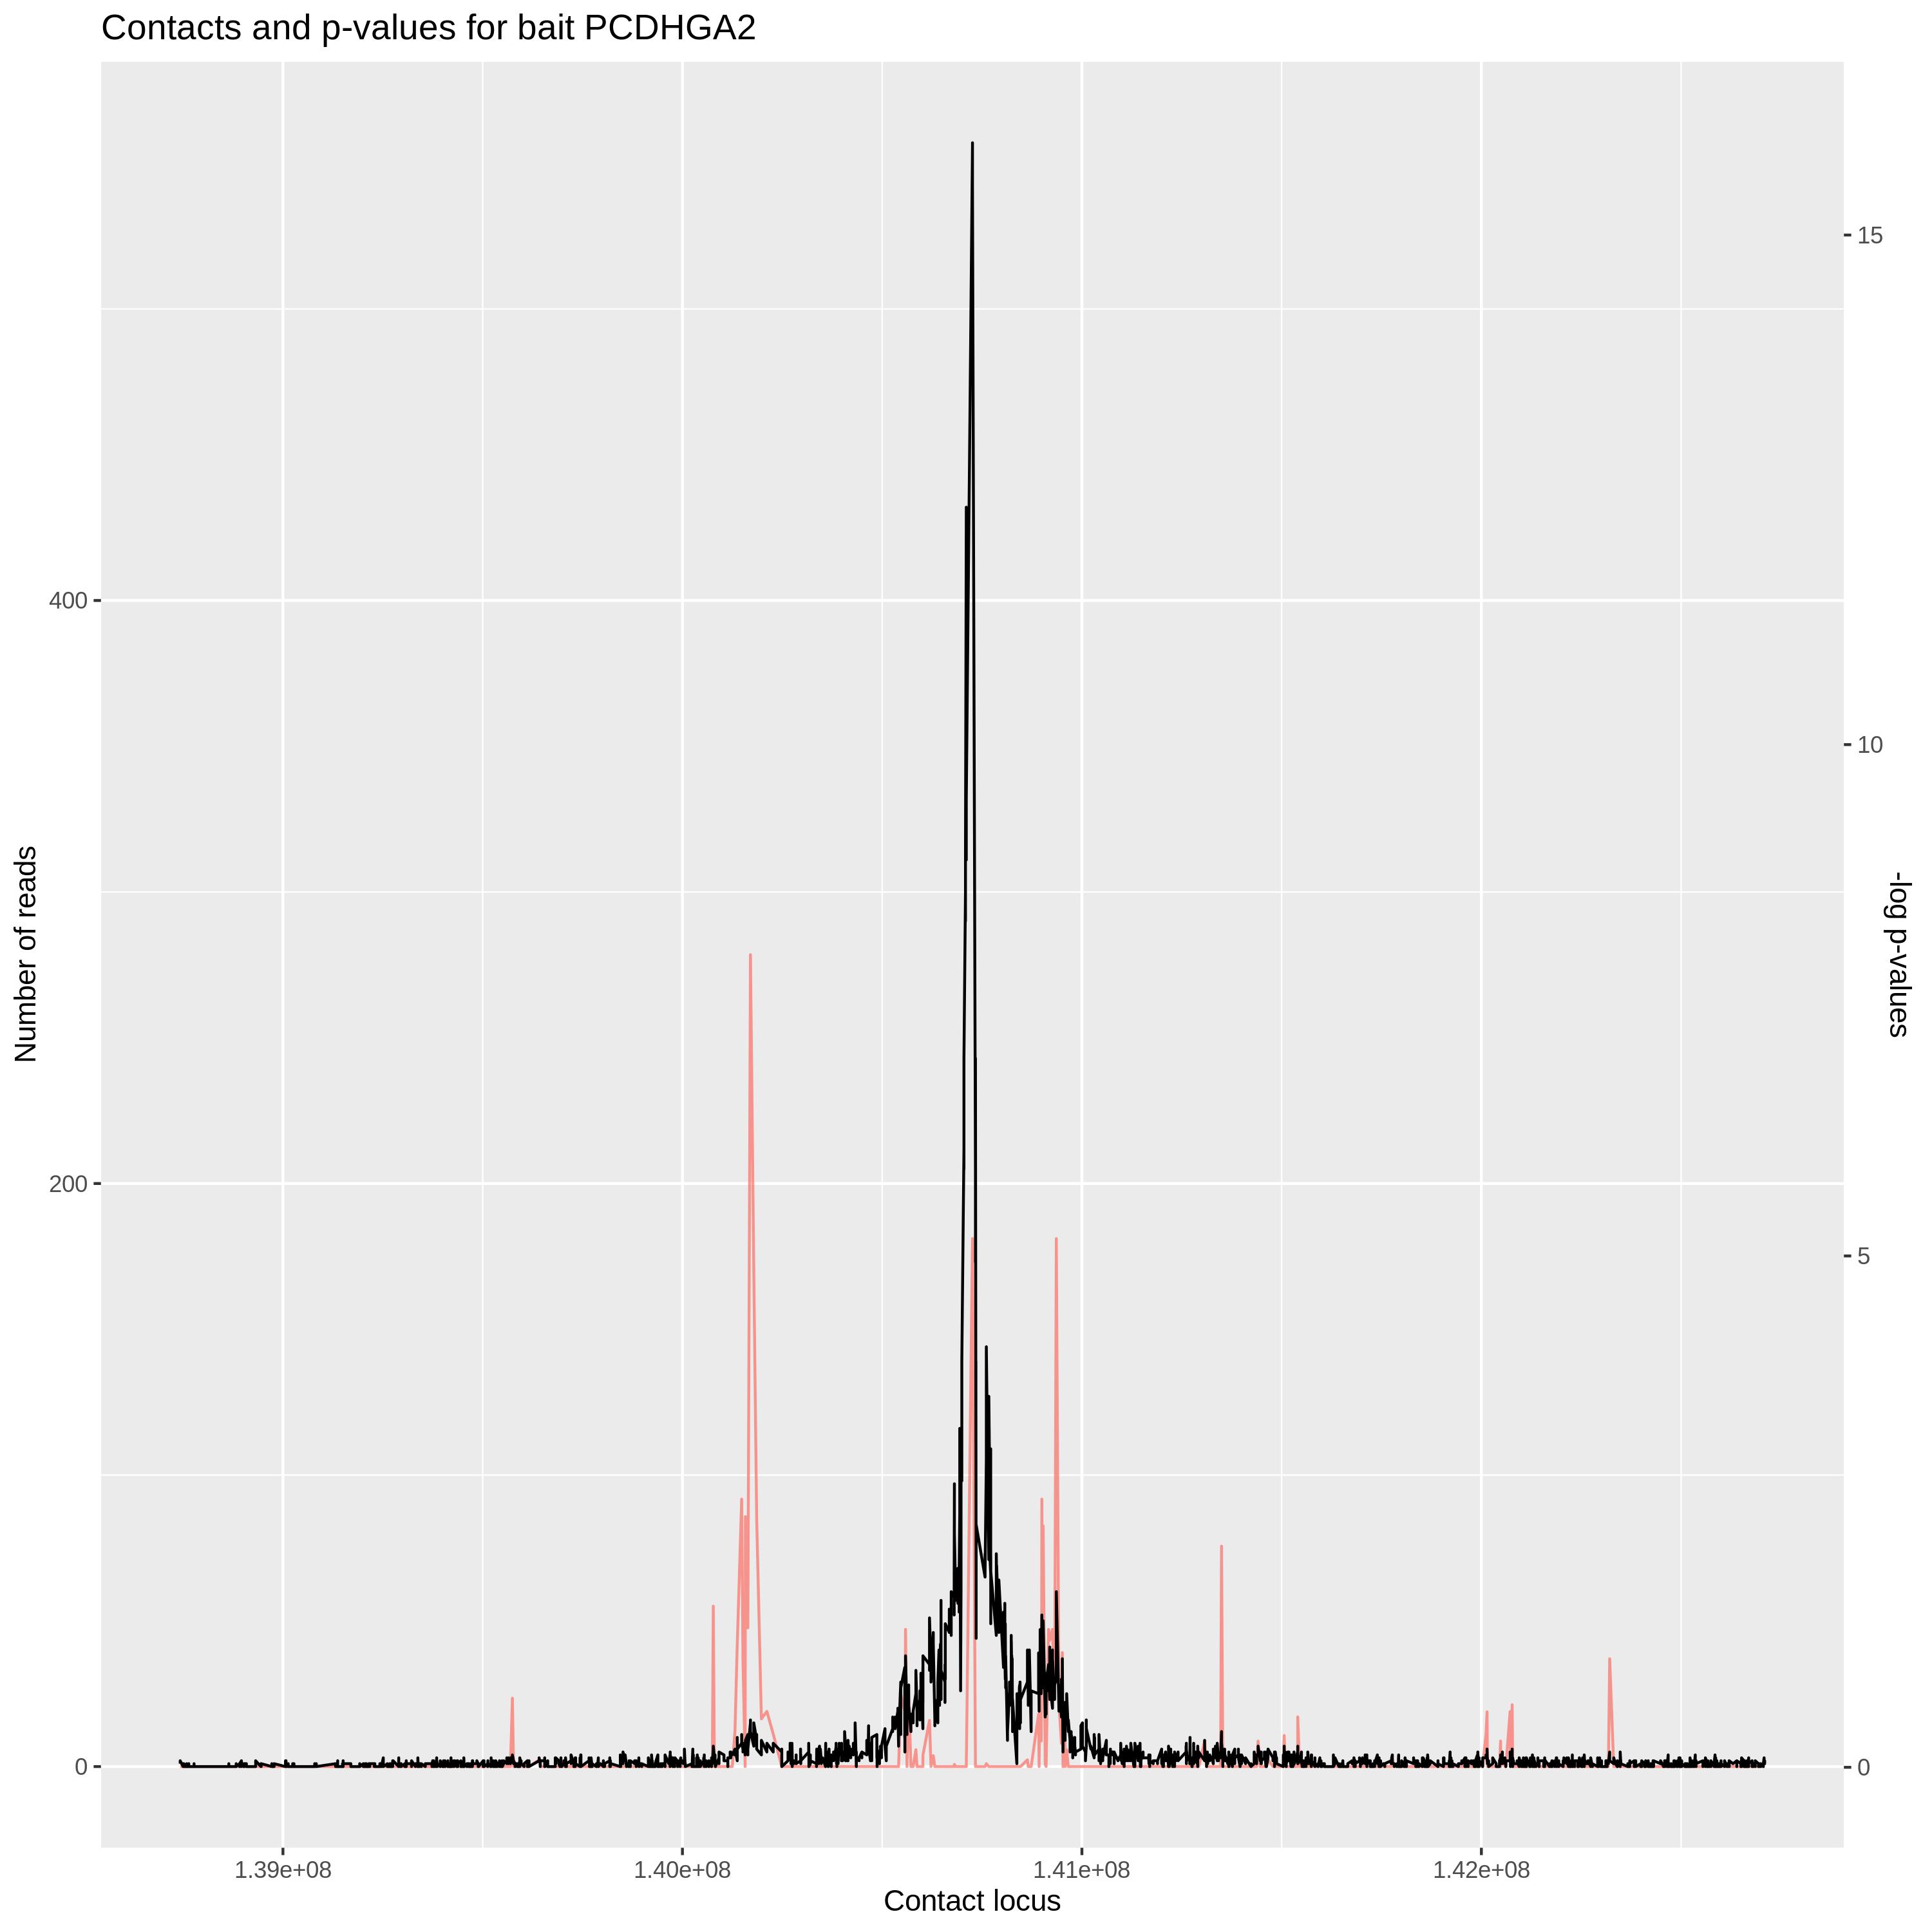 Contacts and p-values for bait PCDHGA2
15
400
10
Number of reads
-log p-values
200
5
0
0
1.39e+08
1.40e+08
1.41e+08
1.42e+08
Contact locus